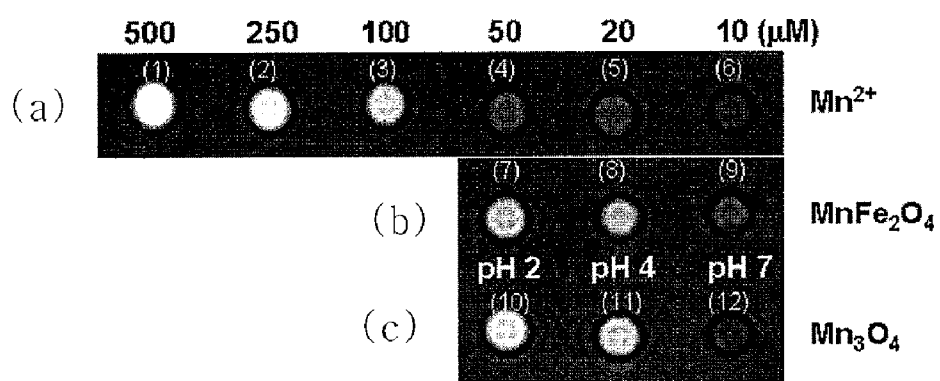 500 250 100 50 20 10 (μM)
(1) (2) (3) (4) (5) (6)
(a) Mn²⁺
(7) (8) (9)
(b) MnFe₂O₄
pH 2 pH 4 pH 7
(10) (11) (12)
(c) Mn₃O₄